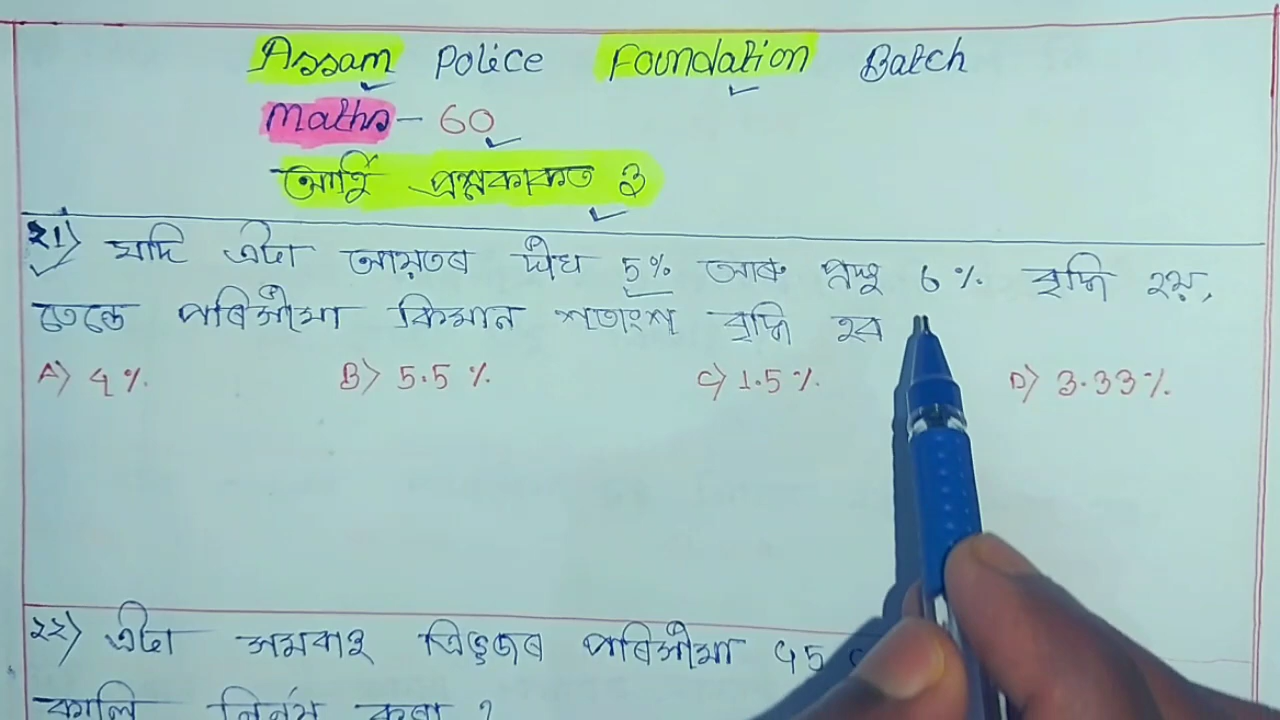 Assam Police Foundation Batch
Maths - 60
আৰ্হি প্ৰশ্নকাকত ঃ
২১) যদি এটা আয়তৰ দীঘ 5% আৰু প্ৰস্থ 6% বৃদ্ধি হয়,
তেন্তে পৰিসীমা কিমান শতাংশ বৃদ্ধি হব
A) 4%. B) 5.5 %. C) 1.5 %. D) 3.33%.
২২) এটা সমবাহু ত্ৰিভুজৰ পৰিসীমা 45
কালি নিৰ্ণয় কৰা ?